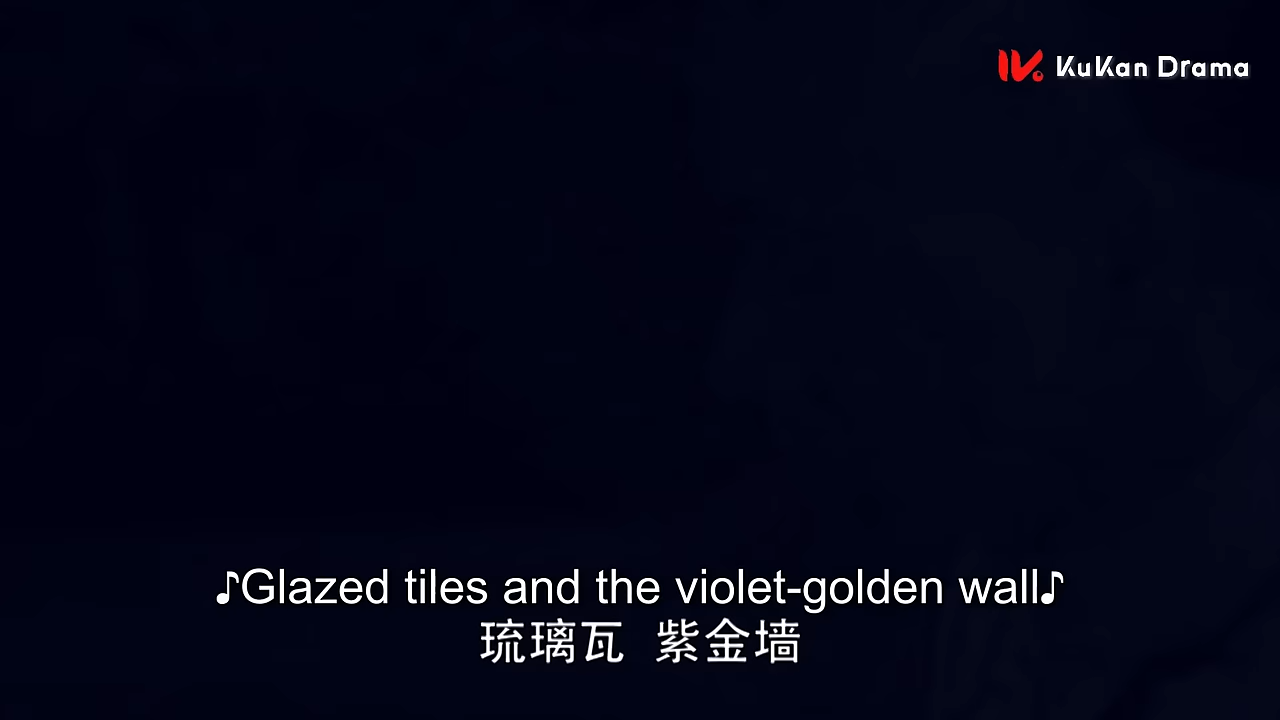 KuKan Drama
♪Glazed tiles and the violet-golden wall♪
琉璃瓦 紫金墙